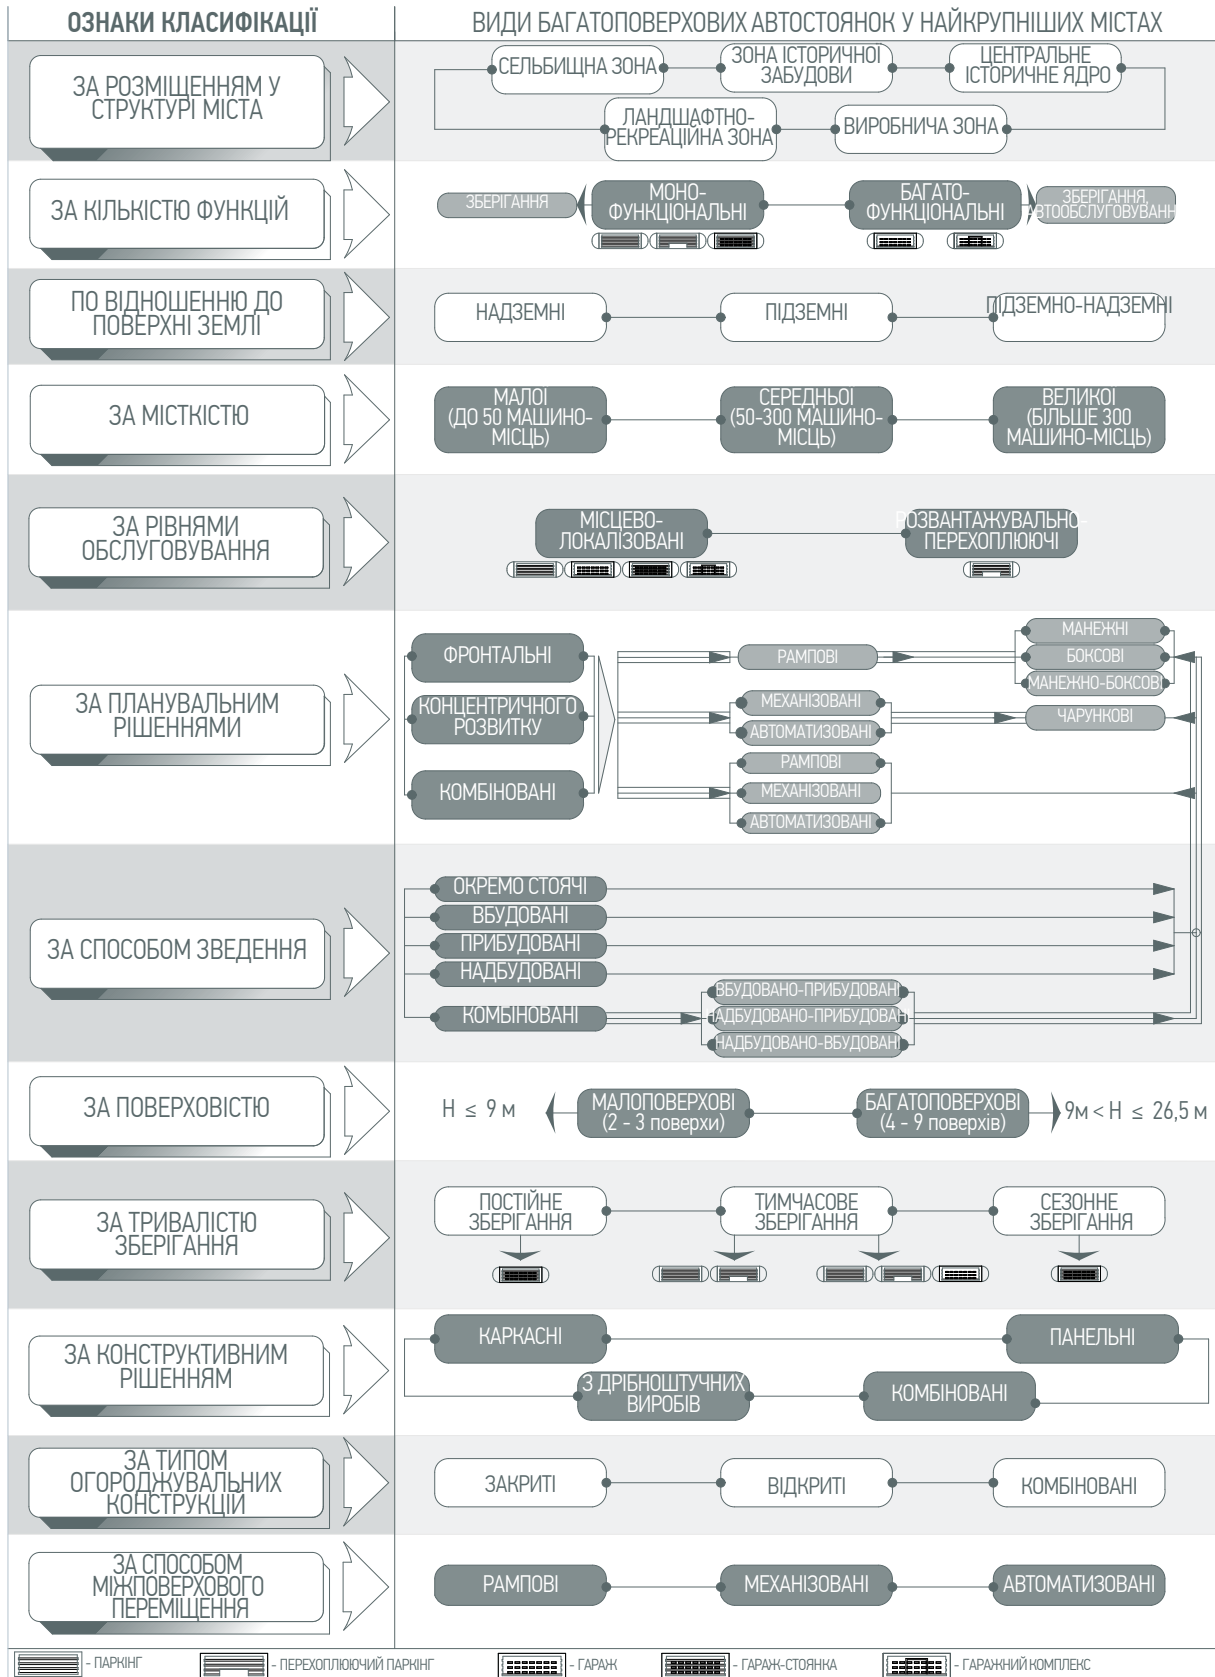 ОЗНАКИ КЛАСИФІКАЦІЇ
ВИДИ БАГАТОПОВЕРХОВИХ АВТОСТОЯНОК У НАЙКРУПНІШИХ МІСТАХ
ЗА РОЗМІЩЕННЯМ У
СТРУКТУРІ МІСТА
СЕЛЬБИЩНА ЗОНА
ЗОНА ІСТОРИЧНОЇ
ЗАБУДОВИ
ЦЕНТРАЛЬНЕ
ІСТОРИЧНЕ ЯДРО
ЛАНДШАФТНО-
РЕКРЕАЦІЙНА ЗОНА
ВИРОБНИЧА ЗОНА
ЗА КІЛЬКІСТЮ ФУНКЦІЙ
ЗБЕРІГАННЯ
МОНО-
ФУНКЦІОНАЛЬНІ
БАГАТО-
ФУНКЦІОНАЛЬНІ
ЗБЕРІГАННЯ,
АВТООБСЛУГОВУВАНН
ПО ВІДНОШЕННЮ ДО
ПОВЕРХНІ ЗЕМЛІ
НАДЗЕМНІ
ПІДЗЕМНІ
ПІДЗЕМНО-НАДЗЕМНІ
ЗА МІСТКІСТЮ
МАЛОІ
(ДО 50 МАШИНО-
МІСЦЬ)
СЕРЕДНЬОІ
(50-300 МАШИНО-
МІСЦЬ)
ВЕЛИКОІ
(БІЛЬШЕ 300
МАШИНО-МІСЦЬ)
ЗА РІВНЯМИ
ОБСЛУГОВУВАННЯ
МІСЦЕВО-
ЛОКАЛІЗОВАНІ
РОЗВАНТАЖУВАЛЬНО-
ПЕРЕХОПЛЮЮЧІ
ЗА ПЛАНУВАЛЬНИМ
РІШЕННЯМИ
ФРОНТАЛЬНІ
КОНЦЕНТРИЧНОГО
РОЗВИТКУ
КОМБІНОВАНІ
РАМПОВІ
МЕХАНІЗОВАНІ
АВТОМАТИЗОВАНІ
РАМПОВІ
МЕХАНІЗОВАНІ
АВТОМАТИЗОВАНІ
МАНЕЖНІ
БОКСОВІ
МАНЕЖНО-БОКСОВІ
ЧАРУНКОВІ
ЗА СПОСОБОМ ЗВЕДЕННЯ
ОКРЕМО СТОЯЧІ
ВБУДОВАНІ
ПРИБУДОВАНІ
НАДБУДОВАНІ
КОМБІНОВАНІ
ВБУДОВАНО-ПРИБУДОВАНІ
НАДБУДОВАНО-ПРИБУДОВАНІ
НАДБУДОВАНО-ВБУДОВАНІ
ЗА ПОВЕРХОВІСТЮ
Н ≤ 9 м
МАЛОПОВЕРХОВІ
(2 - 3 поверхи)
БАГАТОПОВЕРХОВІ
(4 - 9 поверхів)
9м < Н ≤ 26,5 м
ЗА ТРИВАЛІСТЮ
ЗБЕРІГАННЯ
ПОСТІЙНЕ
ЗБЕРІГАННЯ
ТИМЧАСОВЕ
ЗБЕРІГАННЯ
СЕЗОННЕ
ЗБЕРІГАННЯ
ЗА КОНСТРУКТИВНИМ
РІШЕННЯМ
КАРКАСНІ
ПАНЕЛЬНІ
З ДРІБНОШТУЧНИХ
ВИРОБІВ
КОМБІНОВАНІ
ЗА ТИПОМ
ОГОРОДЖУВАЛЬНИХ
КОНСТРУКЦІЙ
ЗАКРИТІ
ВІДКРИТІ
КОМБІНОВАНІ
ЗА СПОСОБОМ
МІЖПОВЕРХОВОГО
ПЕРЕМІЩЕННЯ
РАМПОВІ
МЕХАНІЗОВАНІ
АВТОМАТИЗОВАНІ
- ПАРКІНГ
- ПЕРЕХОПЛЮЮЧИЙ ПАРКІНГ
- ГАРАЖ
- ГАРАЖ-СТОЯНКА
- ГАРАЖНИЙ КОМПЛЕКС